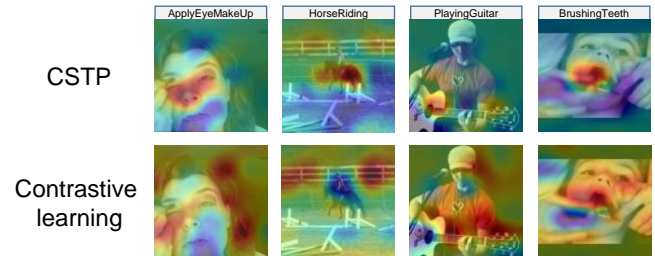 ApplyEyeMakeUp
HorseRiding
PlayingGuitar
BrushingTeeth
CSTP
Contrastive
learning